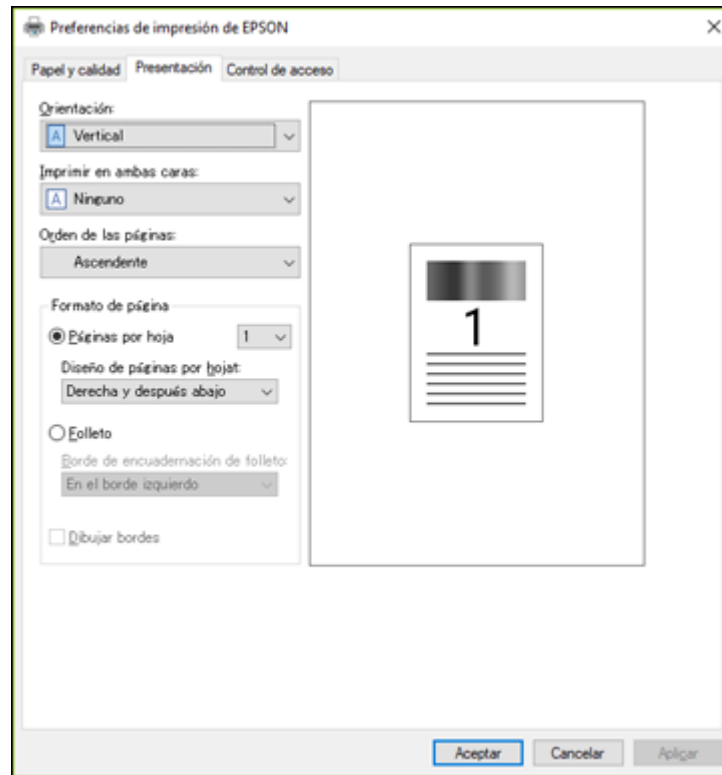 Preferencias de impresión de EPSON
Papel y calidad Presentación Control de acceso
Orientación:
A Vertical
Imprimir en ambas caras:
A Ninguno
Orden de las páginas:
Ascendente
Formato de página
Páginas por hoja 1
Diseño de páginas por hojat:
Derecha y después abajo
Folleto
Borde de encuadernación de folleto:
En el borde izquierdo
Dibujar bordes
1
Aceptar Cancelar Aplicar